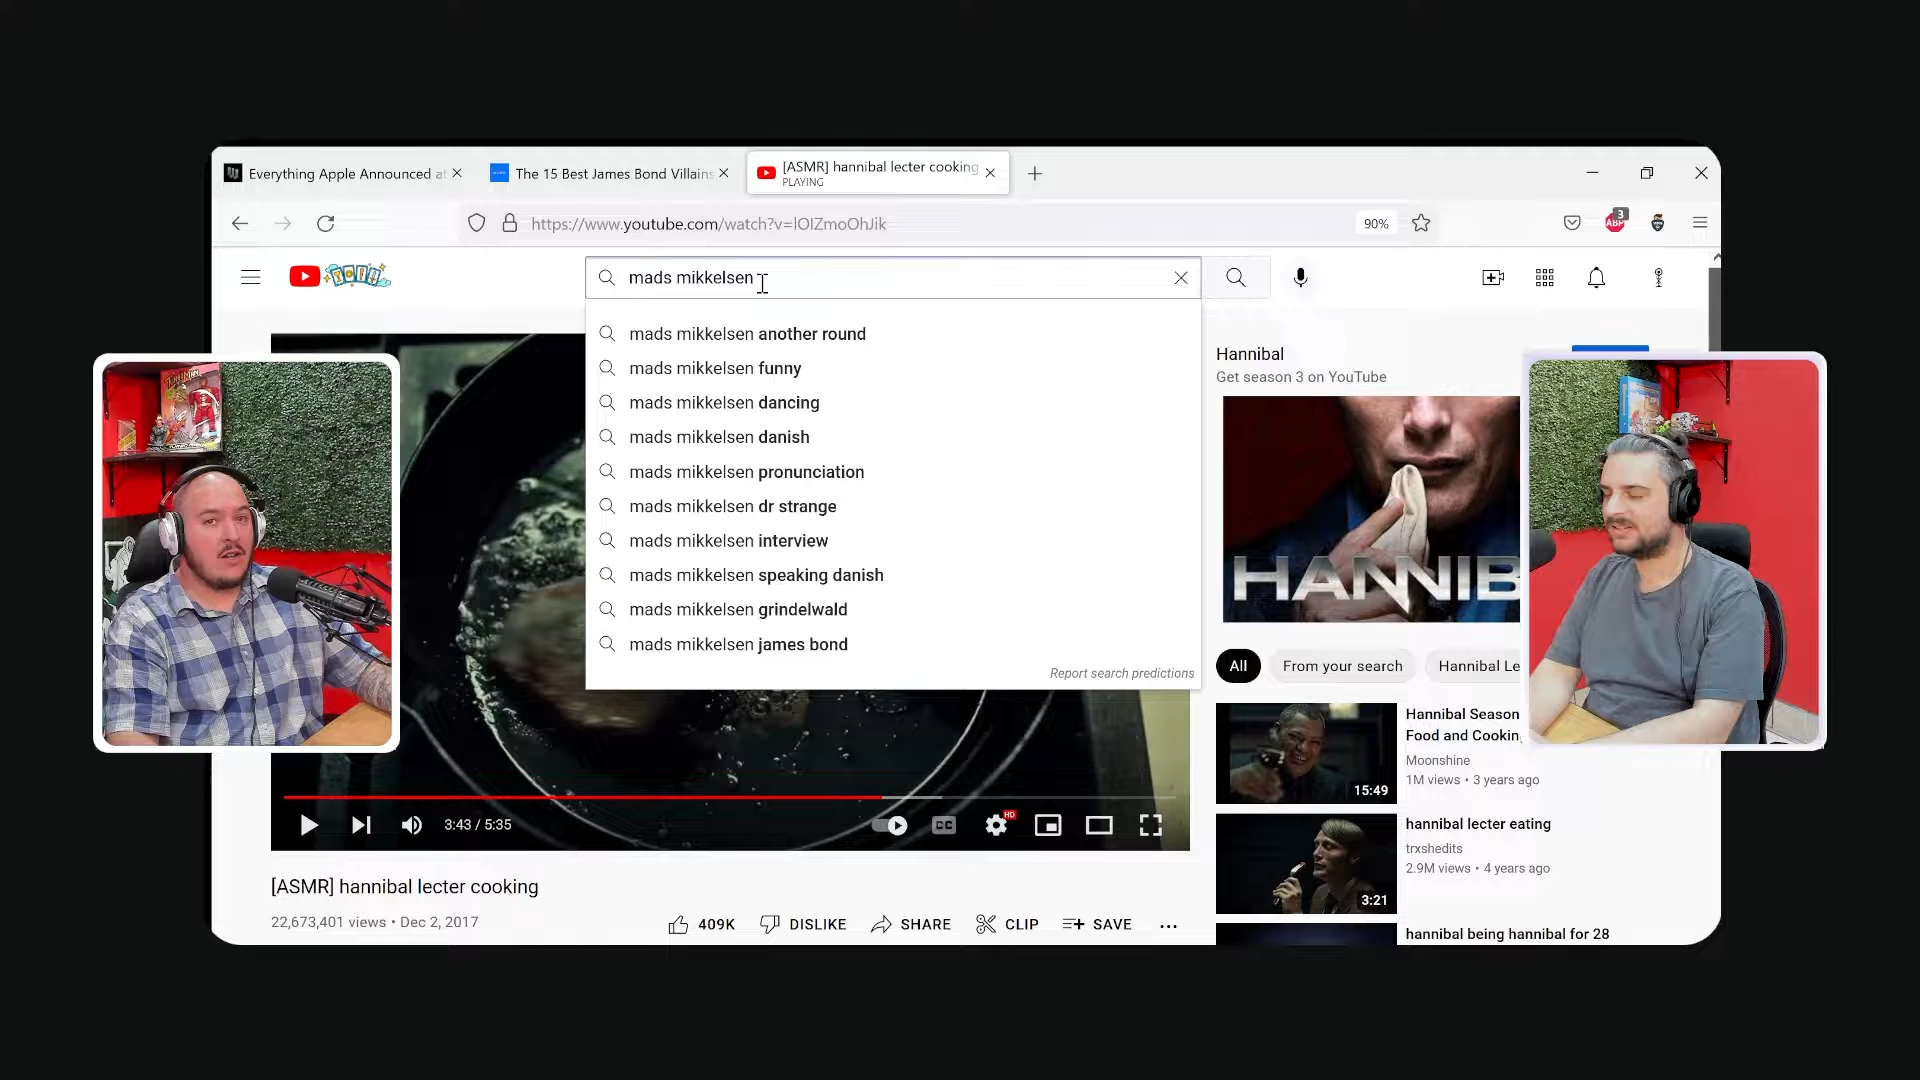 Everything Apple Announced at
The 15 Best James Bond Villains
[ASMR] hannibal lecter cooking
PLAYING
https://www.youtube.com/watch?v=lOIZmoOhJik
90%
3
ABP
mads mikkelsen
mads mikkelsen another round
mads mikkelsen funny
mads mikkelsen dancing
mads mikkelsen danish
mads mikkelsen pronunciation
mads mikkelsen dr strange
mads mikkelsen interview
mads mikkelsen speaking danish
mads mikkelsen grindelwald
mads mikkelsen james bond
Report search predictions
Hannibal
Get season 3 on YouTube
HANNIB
All
From your search
Hannibal Le
Hannibal Season
Food and Cookin
Moonshine
1M views • 3 years ago
15:49
hannibal lecter eating
trxshedits
2.9M views • 4 years ago
3:21
hannibal being hannibal for 28
3:43 / 5:35
CC
HD
[ASMR] hannibal lecter cooking
22,673,401 views • Dec 2, 2017
409K
DISLIKE
SHARE
CLIP
SAVE